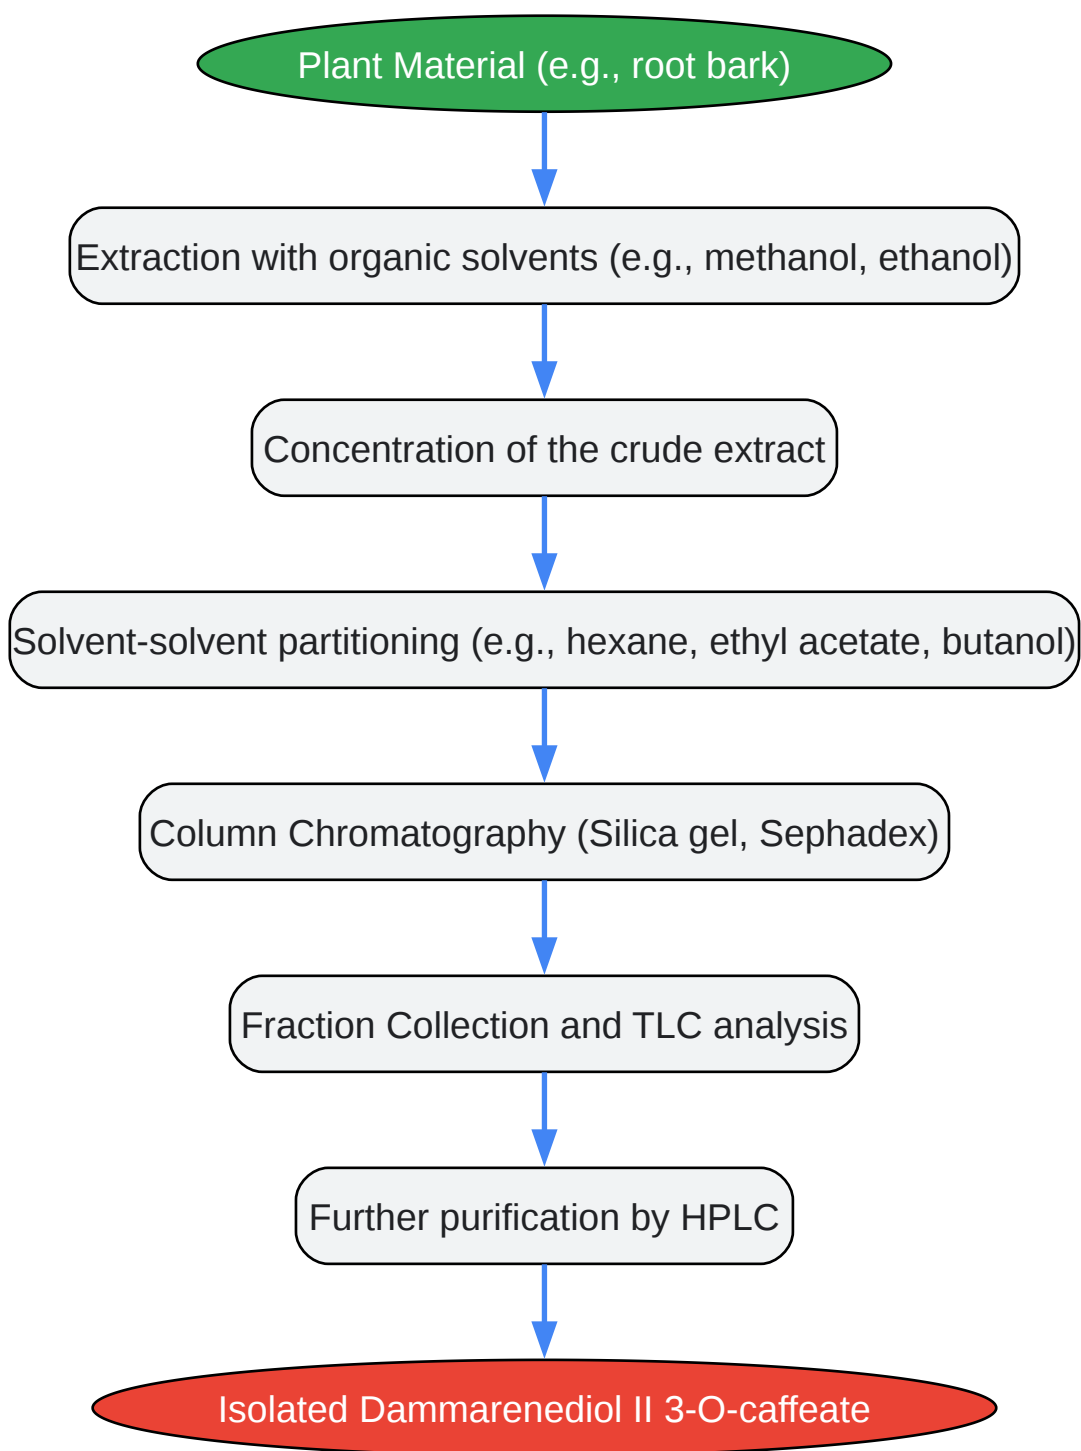 Plant Material (e.g., root bark)
Extraction with organic solvents (e.g., methanol, ethanol)
Concentration of the crude extract
Solvent-solvent partitioning (e.g., hexane, ethyl acetate, butanol)
Column Chromatography (Silica gel, Sephadex)
Fraction Collection and TLC analysis
Further purification by HPLC
Isolated Dammarenediol II 3-O-caffeate